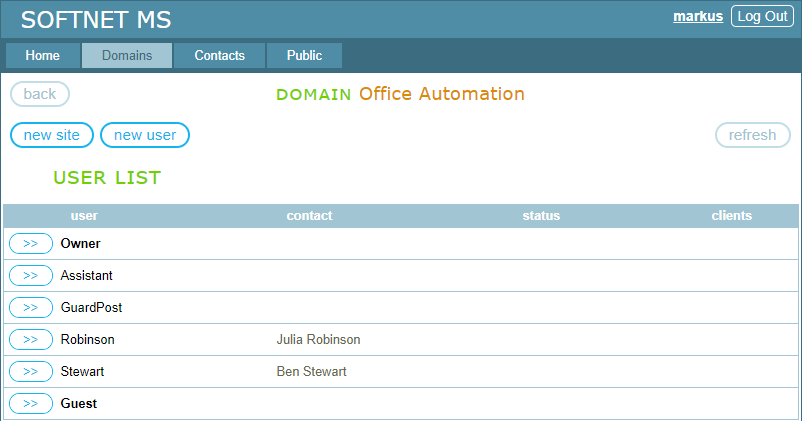 SOFTNET MS
markus Log Out
Home Domains Contacts Public
back
DOMAIN Office Automation
new site new user refresh
USER LIST
user contact status clients
>> Owner
>> Assistant
>> GuardPost
>> Robinson Julia Robinson
>> Stewart Ben Stewart
>> Guest